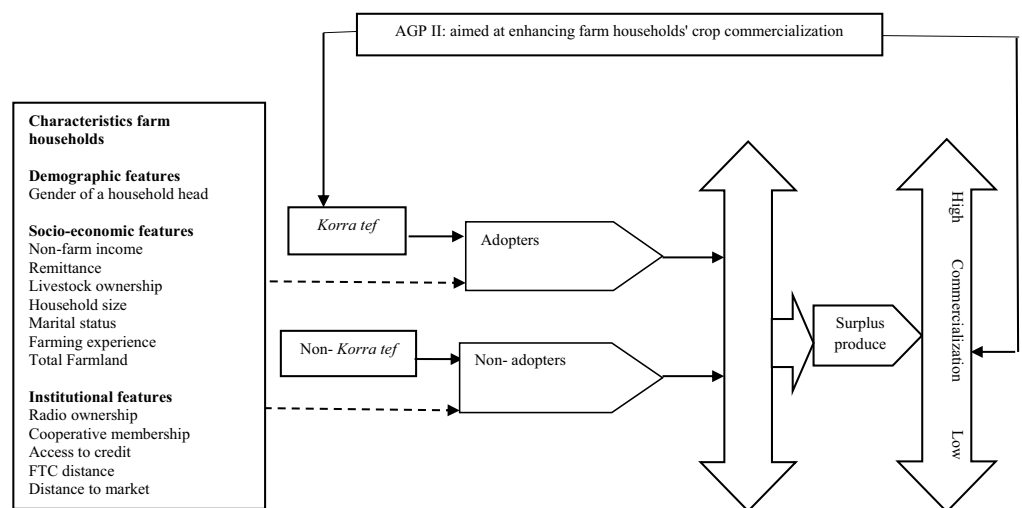 AGP II: aimed at enhancing farm households' crop commercialization
Characteristics farm
households
Demographic features
Gender of a household head
Socio-economic features
Non-farm income
Remittance
Livestock ownership
Household size
Marital status
Farming experience
Total Farmland
Institutional features
Radio ownership
Cooperative membership
Access to credit
FTC distance
Distance to market
Korra tef
Adopters
Non- Korra tef
Non- adopters
Surplus
produce
High Commercialization Low